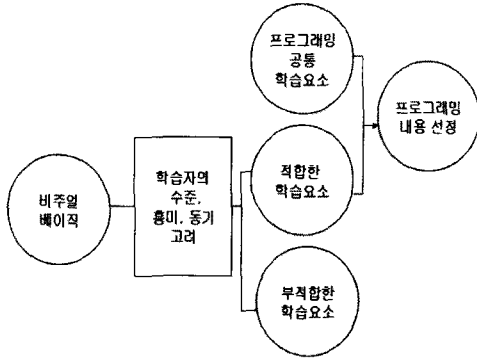 프로그래밍
공통
학습요소
프로그래밍
내용 선정
비주얼
베이직
학습자의
수준,
흥미, 동기
고려
적합한
학습요소
부적합한
학습요소